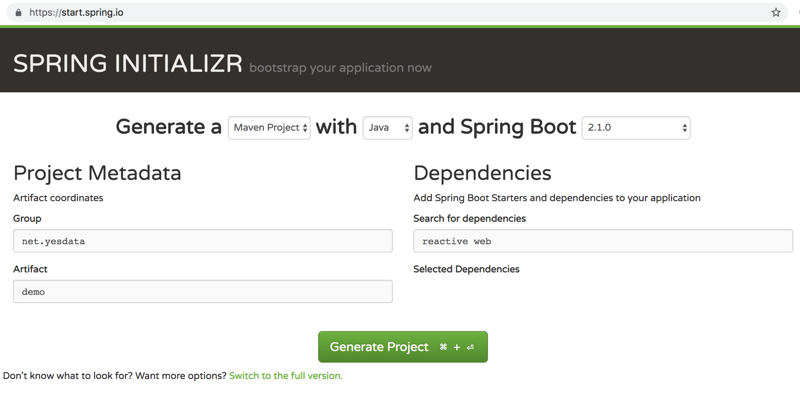 https://start.spring.io
SPRING INITIALIZR bootstrap your application now
Generate a Maven Project with Java and Spring Boot 2.1.0
Project Metadata
Artifact coordinates
Group
net.yesdata
Artifact
demo
Dependencies
Add Spring Boot Starters and dependencies to your application
Search for dependencies
reactive web
Selected Dependencies
Generate Project ⌘ + ⏎
Don't know what to look for? Want more options? Switch to the full version.